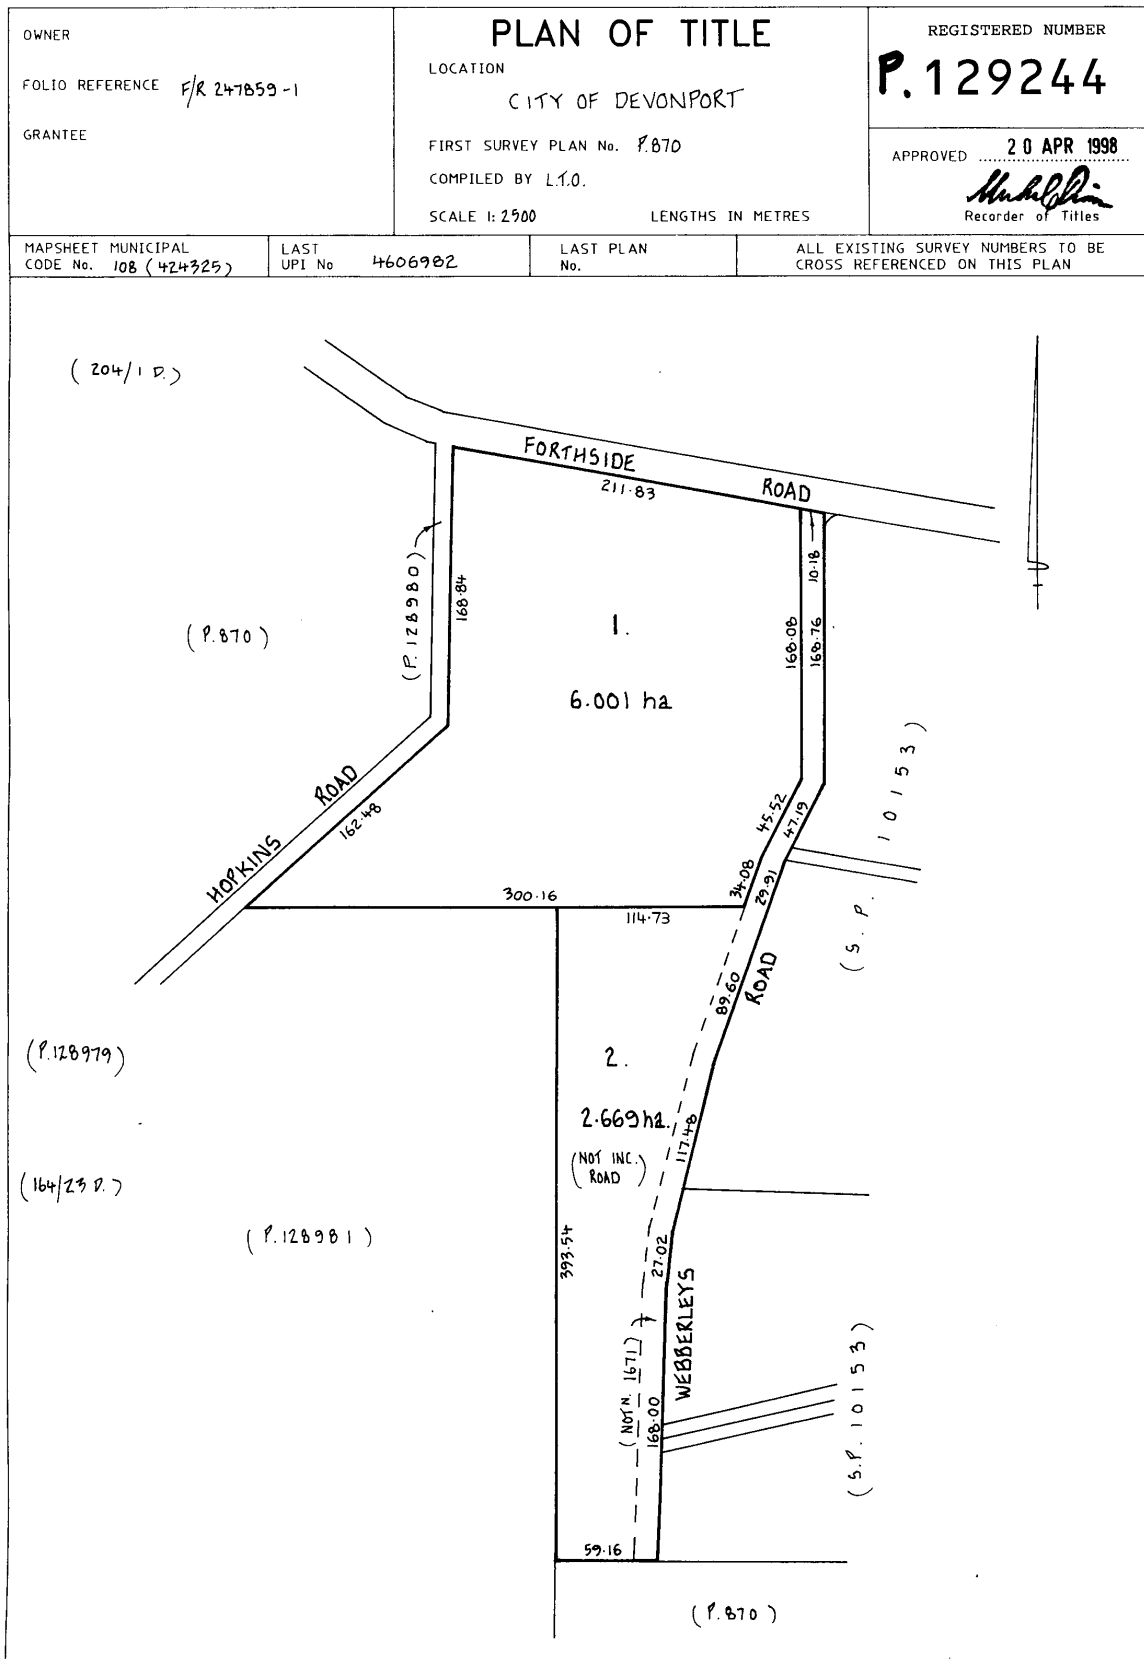 OWNER
FOLIO REFERENCE F/R 247859-1
GRANTEE
PLAN OF TITLE
LOCATION
CITY OF DEVONPORT
FIRST SURVEY PLAN No. P.870
COMPILED BY L.T.O.
SCALE 1: 2500 LENGTHS IN METRES
REGISTERED NUMBER
P.129244
APPROVED 20 APR 1998
Recorder of Titles
MAPSHEET MUNICIPAL
CODE No. 108 (424325)
LAST
UPI No 4606982
LAST PLAN
No.
ALL EXISTING SURVEY NUMBERS TO BE
CROSS REFERENCED ON THIS PLAN
(204/1 D.)
FORTHSIDE ROAD
211.83
10.18
(P.128980)
168.84
(P.870)
1.
6.001 ha
168.08
168.76
(S.P. 10153)
HOPKINS ROAD
162.48
45.52
47.19
34.08
29.91
300.16
114.73
89.60
ROAD
(P.128979)
2.
2.669ha.
(NOT INC.
ROAD)
117.48
(164/23 D.)
(P.128981)
393.54
27.02
WEBBERLEYS
(NOTN. 1671)
168.00
(S.P. 10153)
59.16
(P.870)